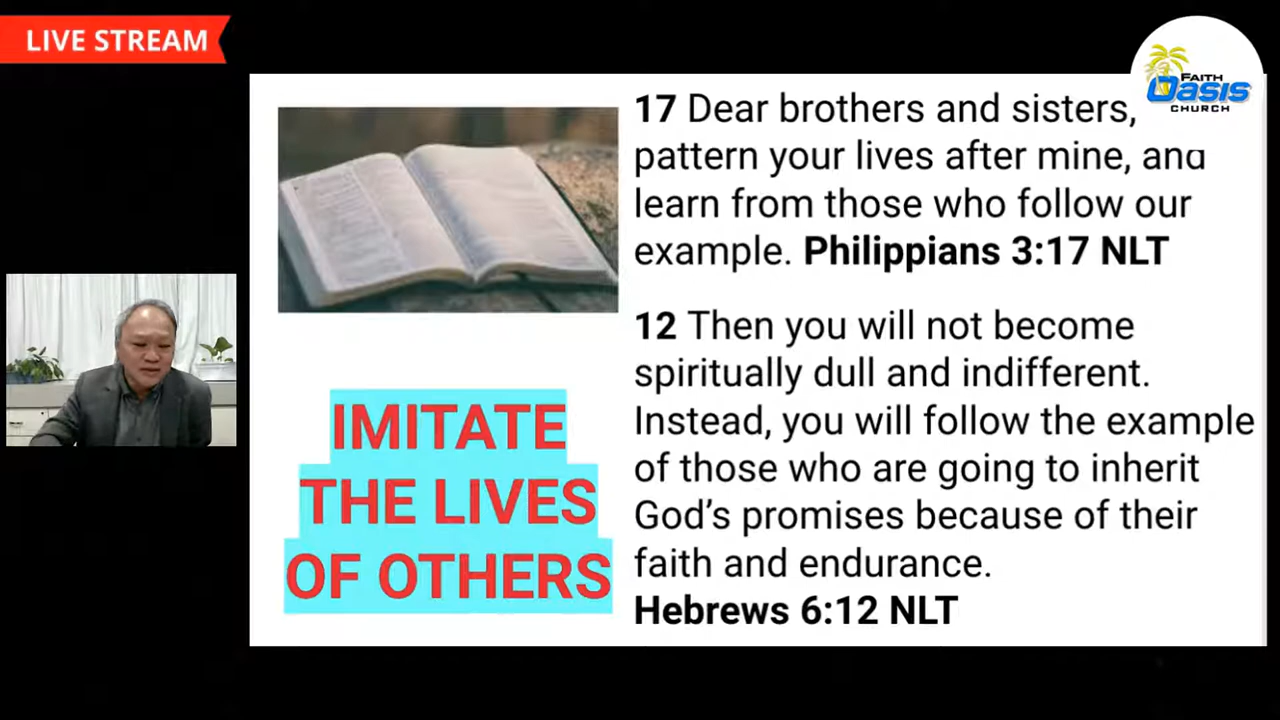 LIVE STREAM
FAITH
Oasis
CHURCH
17 Dear brothers and sisters,
pattern your lives after mine, and
learn from those who follow our
example. Philippians 3:17 NLT
12 Then you will not become
spiritually dull and indifferent.
Instead, you will follow the example
of those who are going to inherit
God’s promises because of their
faith and endurance.
Hebrews 6:12 NLT
IMITATE
THE LIVES
OF OTHERS